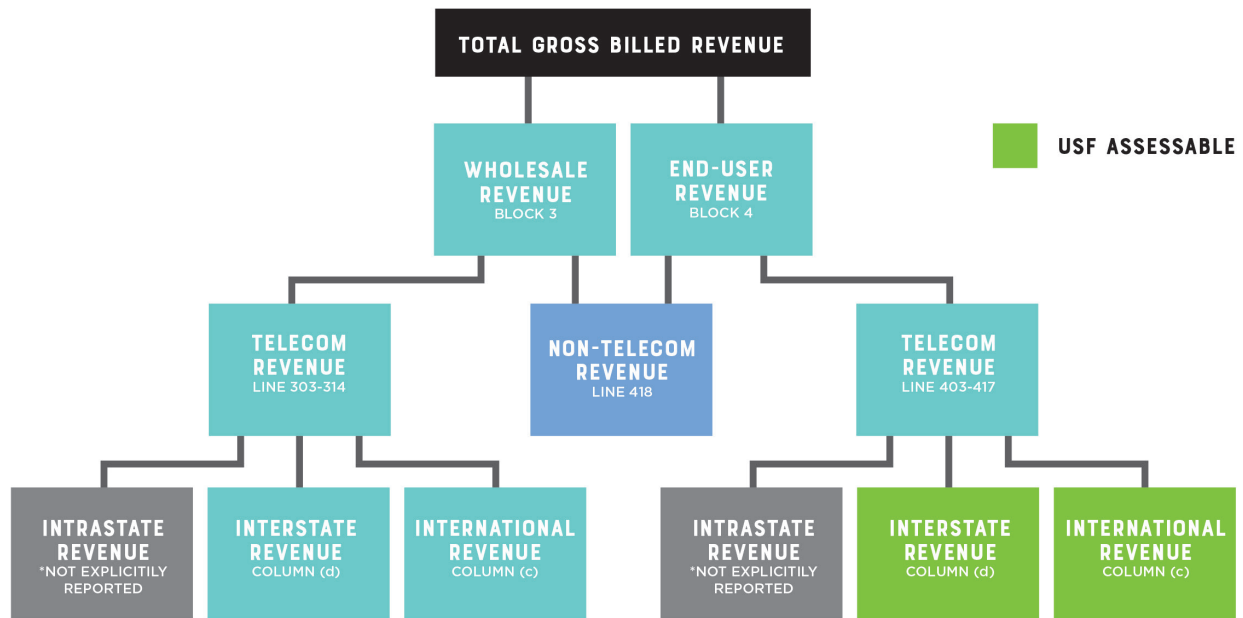 TOTAL GROSS BILLED REVENUE
WHOLESALE
REVENUE
BLOCK 3
END-USER
REVENUE
BLOCK 4
USF ASSESSABLE
TELECOM
REVENUE
LINE 303-314
NON-TELECOM
REVENUE
LINE 418
TELECOM
REVENUE
LINE 403-417
INTRASTATE
REVENUE
*NOT EXPLICITILY
REPORTED
INTERSTATE
REVENUE
COLUMN (d)
INTERNATIONAL
REVENUE
COLUMN (c)
INTRASTATE
REVENUE
*NOT EXPLICITILY
REPORTED
INTERSTATE
REVENUE
COLUMN (d)
INTERNATIONAL
REVENUE
COLUMN (c)